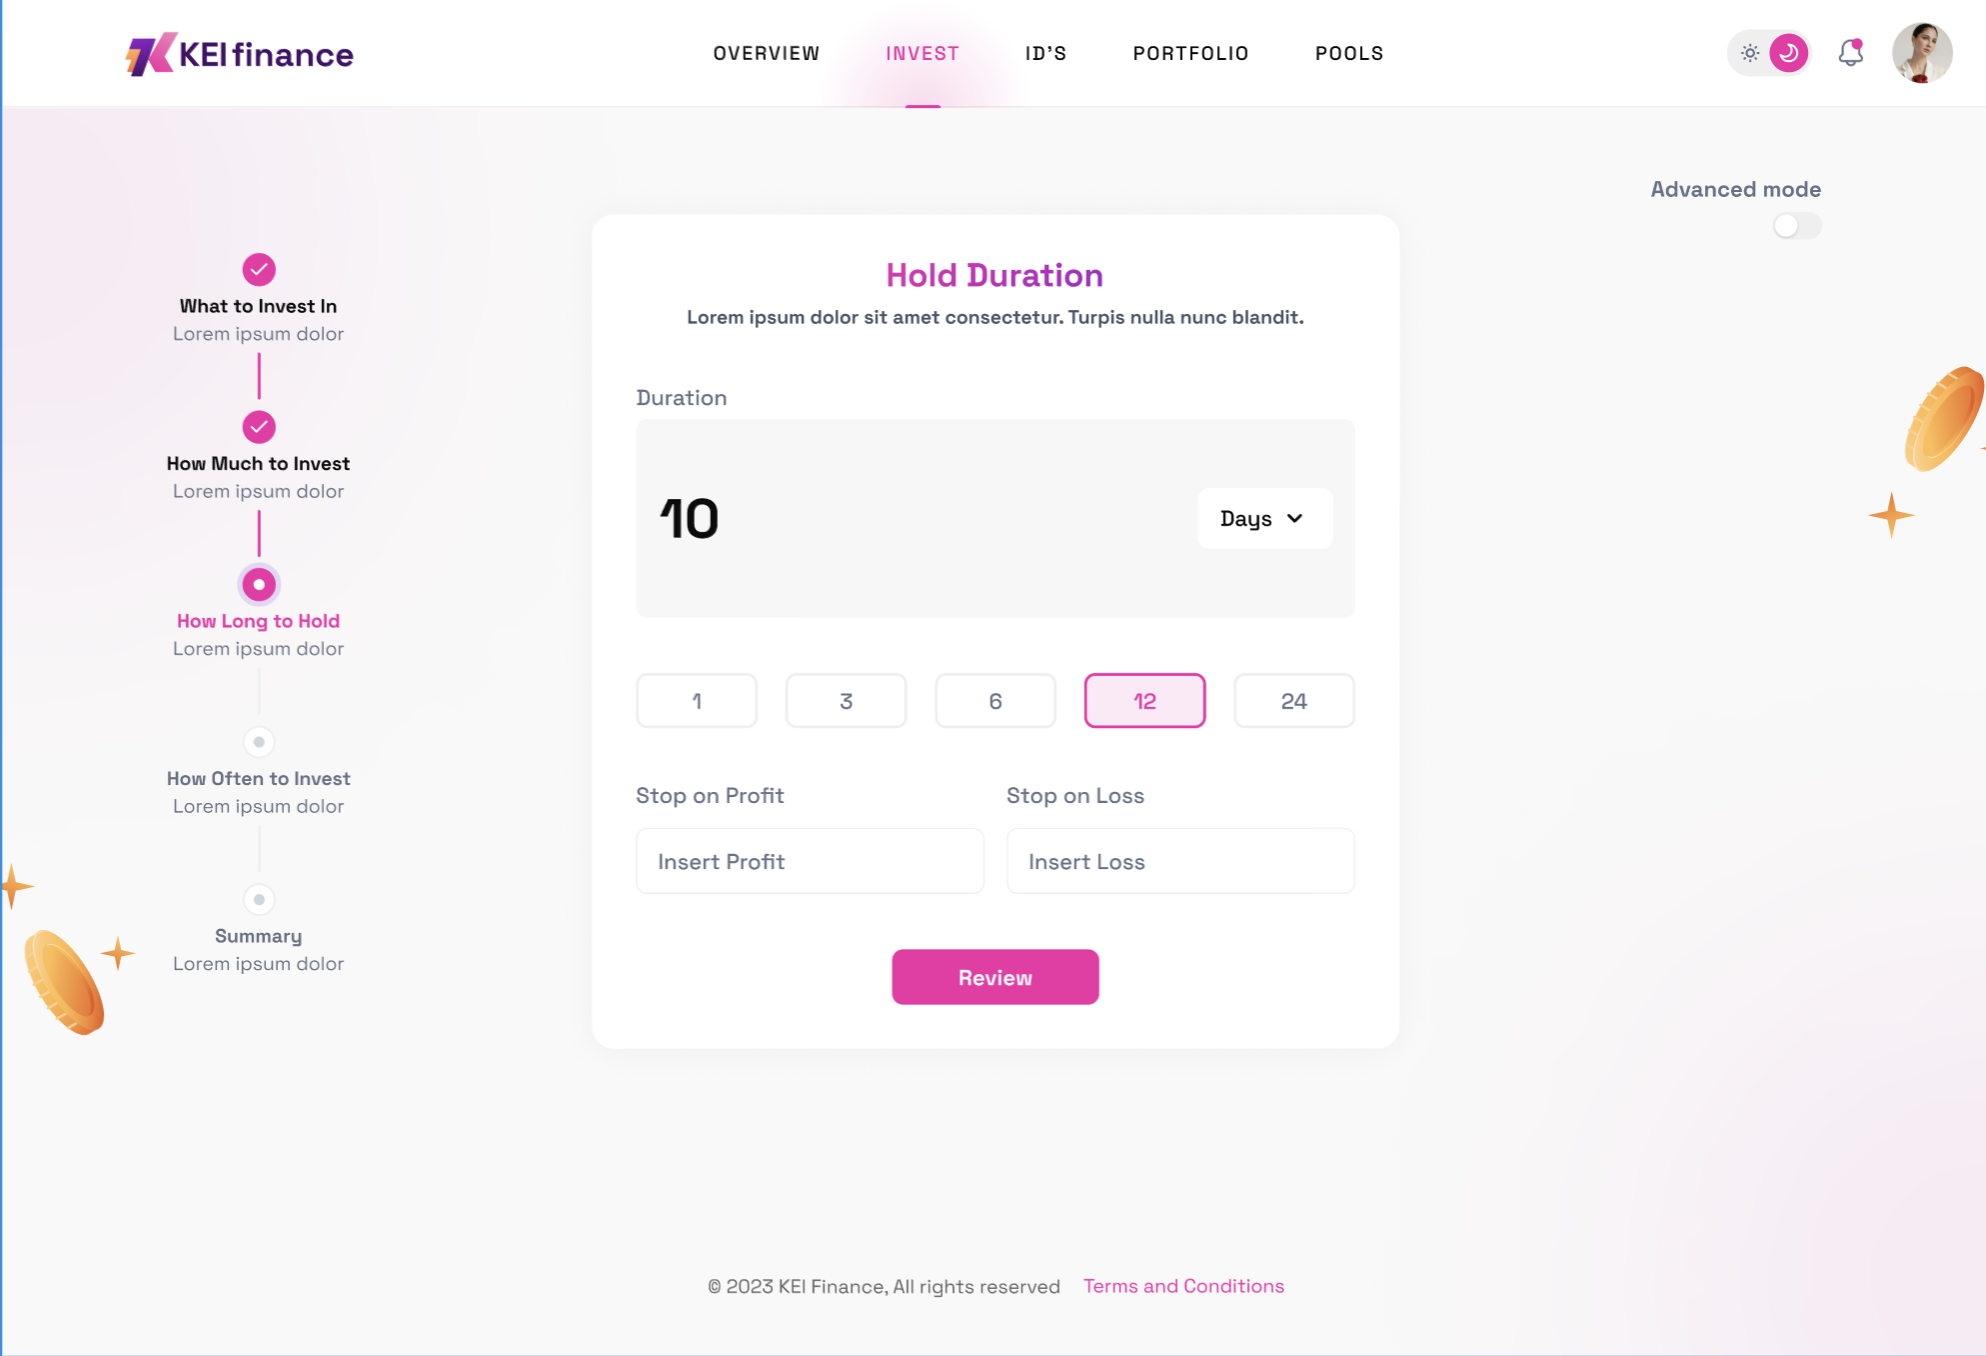 KEI finance
OVERVIEW
INVEST
ID'S
PORTFOLIO
POOLS
Advanced mode
What to Invest In
Lorem ipsum dolor
How Much to Invest
Lorem ipsum dolor
How Long to Hold
Lorem ipsum dolor
How Often to Invest
Lorem ipsum dolor
Summary
Lorem ipsum dolor
Hold Duration
Lorem ipsum dolor sit amet consectetur. Turpis nulla nunc blandit.
Duration
10
Days
1
3
6
12
24
Stop on Profit
Stop on Loss
Insert Profit
Insert Loss
Review
© 2023 KEI Finance, All rights reserved
Terms and Conditions